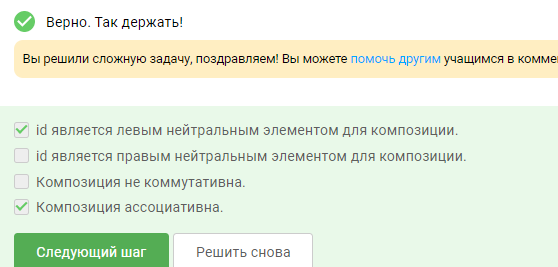 Верно. Так держать!
Вы решили сложную задачу, поздравляем! Вы можете помочь другим учащимся в
id является левым нейтральным элементом для композиции.
id является правым нейтральным элементом для композиции.
Композиция не коммутативна.
Композиция ассоциативна.
Следующий шаг Решить снова